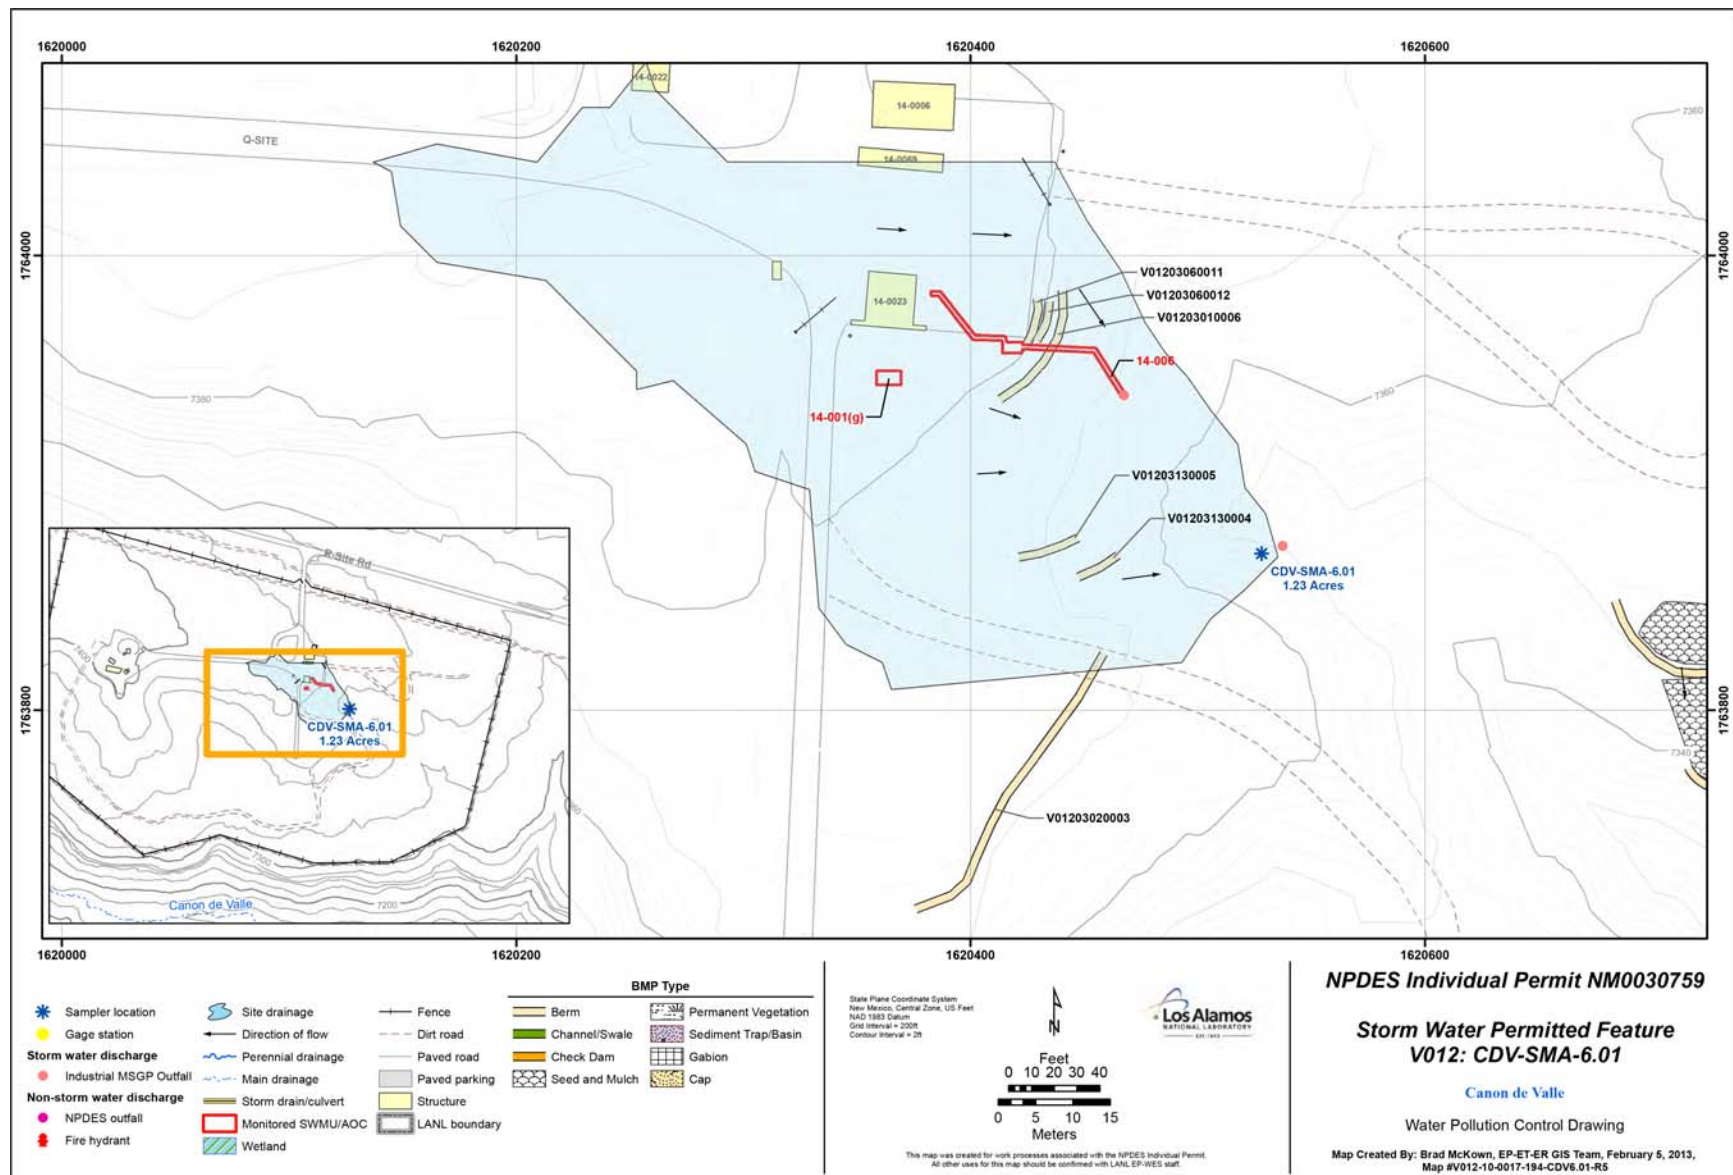 1620000
1620200
1620400
1620600
14-0022
14-0006
7360
Q-SITE
14-0069
1764000
1764000
V01203060011
V01203060012
14-0023
V01203010006
14-006
7380
7360
14-001(g)
V01203130005
V01203130004
CDV-SMA-6.01
1.23 Acres
R-Site Rd
7400
CDV-SMA-6.01
1.23 Acres
1763800
1763800
7340
V01203020003
7300
Canon de Valle
7200
1620000
1620200
1620400
1620600
Sampler location
Gage station
Storm water discharge
Industrial MSGP Outfall
Non-storm water discharge
NPDES outfall
Fire hydrant
Site drainage
Direction of flow
Perennial drainage
Main drainage
Storm drain/culvert
Monitored SWMU/AOC
Wetland
Fence
Dirt road
Paved road
Paved parking
Structure
LANL boundary
BMP Type
Berm
Channel/Swale
Check Dam
Seed and Mulch
Permanent Vegetation
Sediment Trap/Basin
Gabion
Cap
State Plane Coordinate System
New Mexico, Central Zone, US Feet
NAD 1983 Datum
Grid Interval = 200ft
Contour Interval = 2ft
N
Los Alamos
NATIONAL LABORATORY
EST. 1943
Feet
0 10 20 30 40
0 5 10 15
Meters
This map was created for work processes associated with the NPDES Individual Permit.
All other uses for this map should be confirmed with LANL EP-WES staff.
NPDES Individual Permit NM0030759
Storm Water Permitted Feature
V012: CDV-SMA-6.01
Canon de Valle
Water Pollution Control Drawing
Map Created By: Brad McKown, EP-ET-ER GIS Team, February 5, 2013,
Map #V012-10-0017-194-CDV6.01-R5